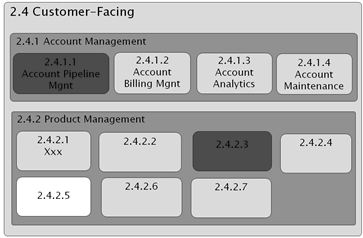 2.4 Customer-Facing
2.4.1 Account Management
2.4.1.1
Account Pipeline
Mgnt
2.4.1.2
Account
Billing Mgnt
2.4.1.3
Account
Analytics
2.4.1.4
Account
Maintenance
2.4.2 Product Management
2.4.2.1
Xxx
2.4.2.2
2.4.2.3
2.4.2.4
2.4.2.5
2.4.2.6
2.4.2.7